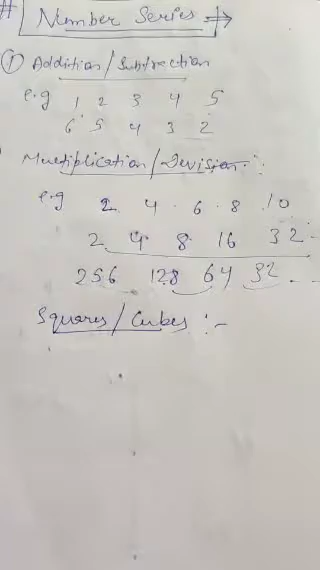 # Number Series ⇒
① Addition/Subtraction
e.g 1 2 3 4 5
6 5 4 3 2
Multiplication/Division:
e.g 2 4 6 8 10
2 4 8 16 32
256 128 64 32 ...
Squares/Cubes :-